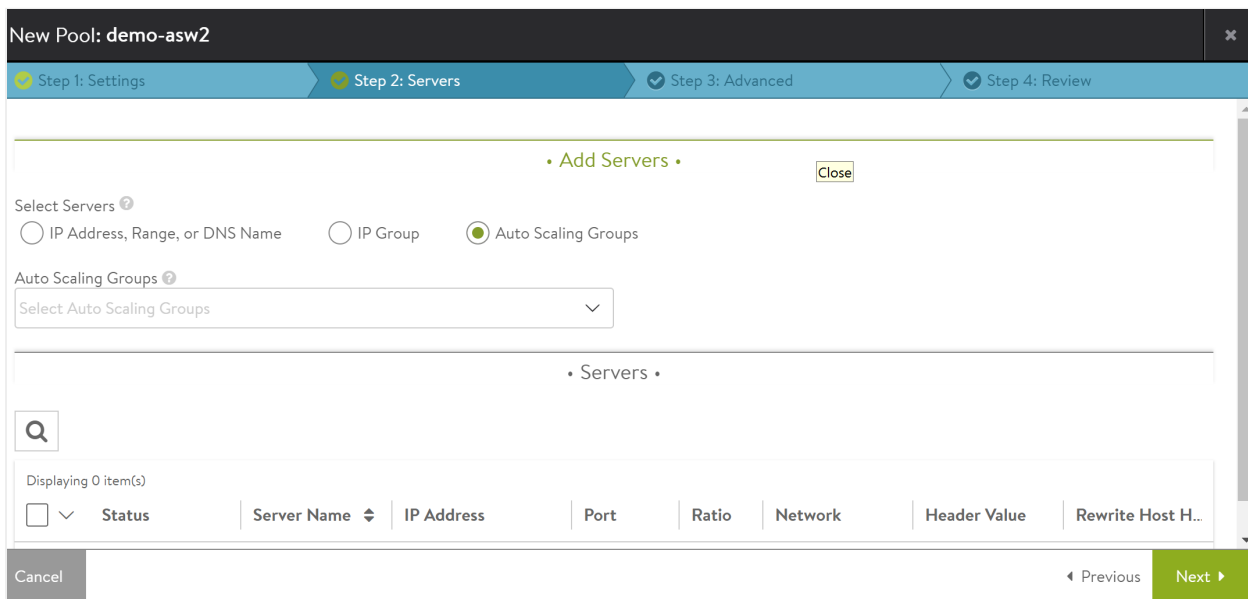 New Pool: demo-asw2
Step 1: Settings
Step 2: Servers
Step 3: Advanced
Step 4: Review
• Add Servers •
Close
Select Servers
IP Address, Range, or DNS Name
IP Group
Auto Scaling Groups
Auto Scaling Groups
Select Auto Scaling Groups
• Servers •
Displaying 0 item(s)
Status
Server Name
IP Address
Port
Ratio
Network
Header Value
Rewrite Host H...
Cancel
Previous
Next